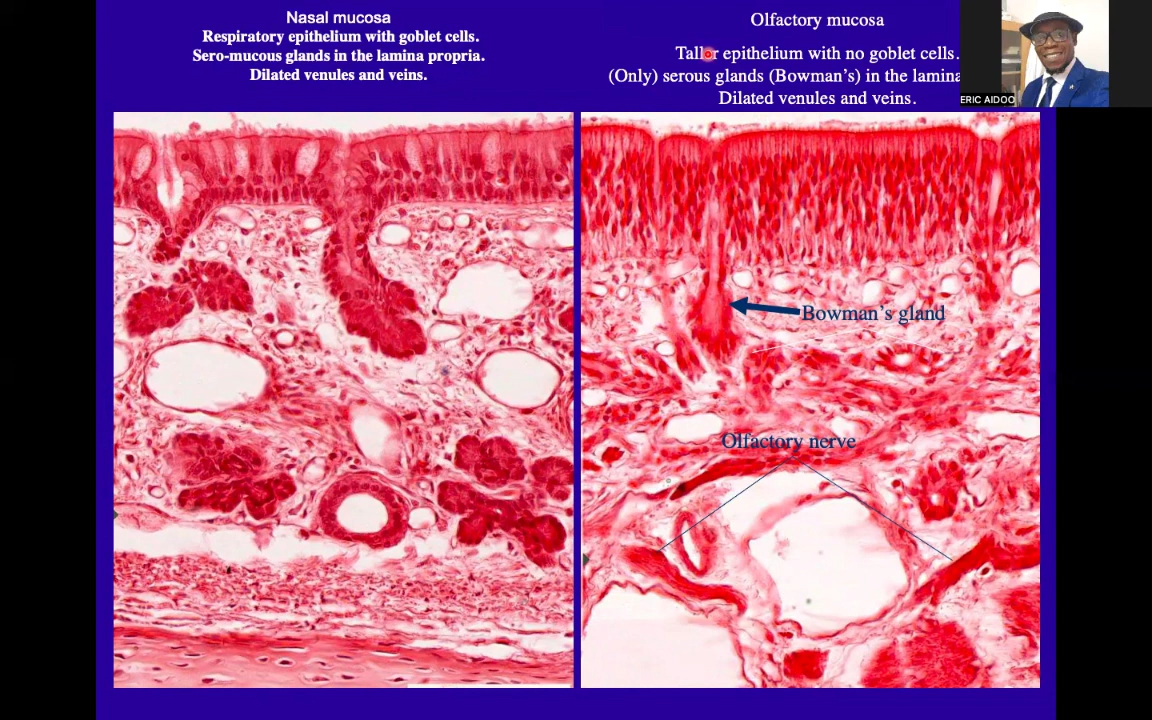 Nasal mucosa
Respiratory epithelium with goblet cells.
Sero-mucous glands in the lamina propria.
Dilated venules and veins.
Olfactory mucosa
Taller epithelium with no goblet cells.
(Only) serous glands (Bowman's) in the lamina
Dilated venules and veins.
ERIC AIDOO
Bowman's gland
Olfactory nerve